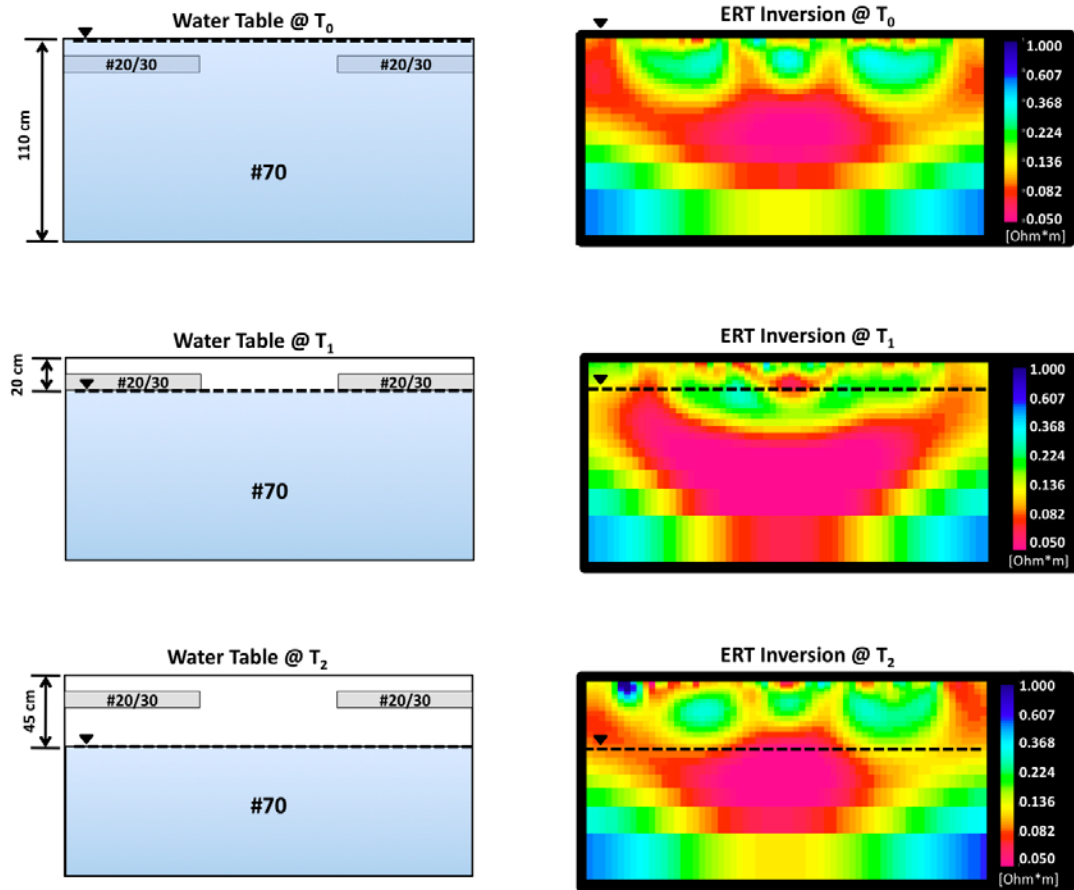 Water Table @ T0
#20/30
#20/30
110 cm
#70
ERT Inversion @ T0
1.000
0.607
0.368
0.224
0.136
0.082
0.050
[Ohm*m]
Water Table @ T1
20 cm
#20/30
#20/30
#70
ERT Inversion @ T1
1.000
0.607
0.368
0.224
0.136
0.082
0.050
[Ohm*m]
Water Table @ T2
45 cm
#20/30
#20/30
#70
ERT Inversion @ T2
1.000
0.607
0.368
0.224
0.136
0.082
0.050
[Ohm*m]